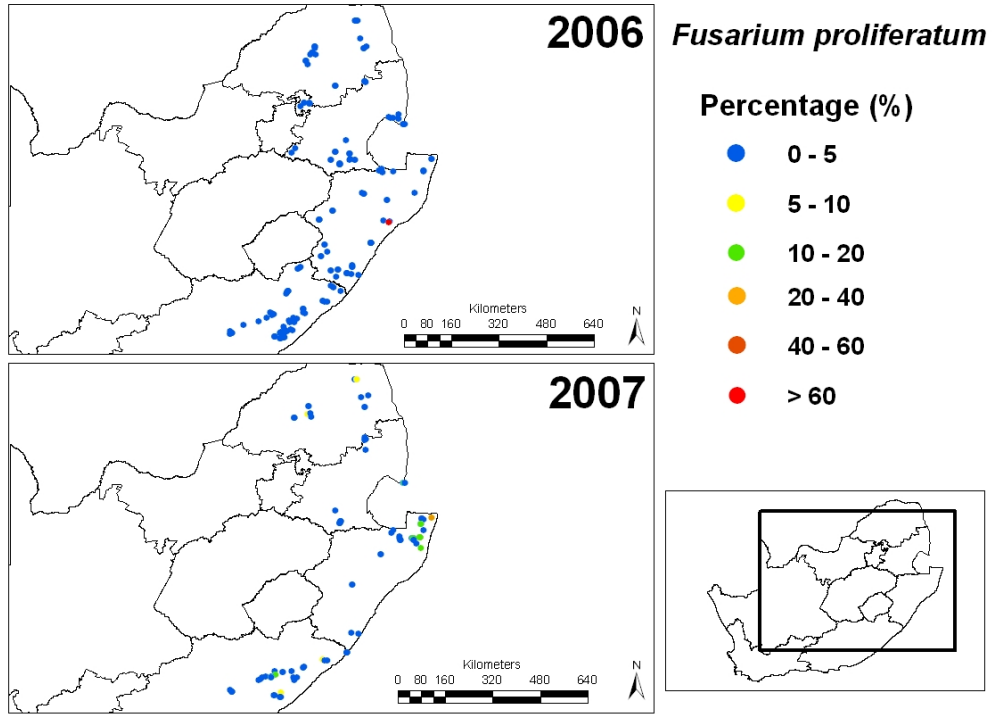 2006
Fusarium proliferatum
Percentage (%)
0 - 5
5 - 10
10 - 20
20 - 40
40 - 60
> 60
Kilometers
0 80 160 320 480 640
N
2007
Kilometers
0 80 160 320 480 640
N